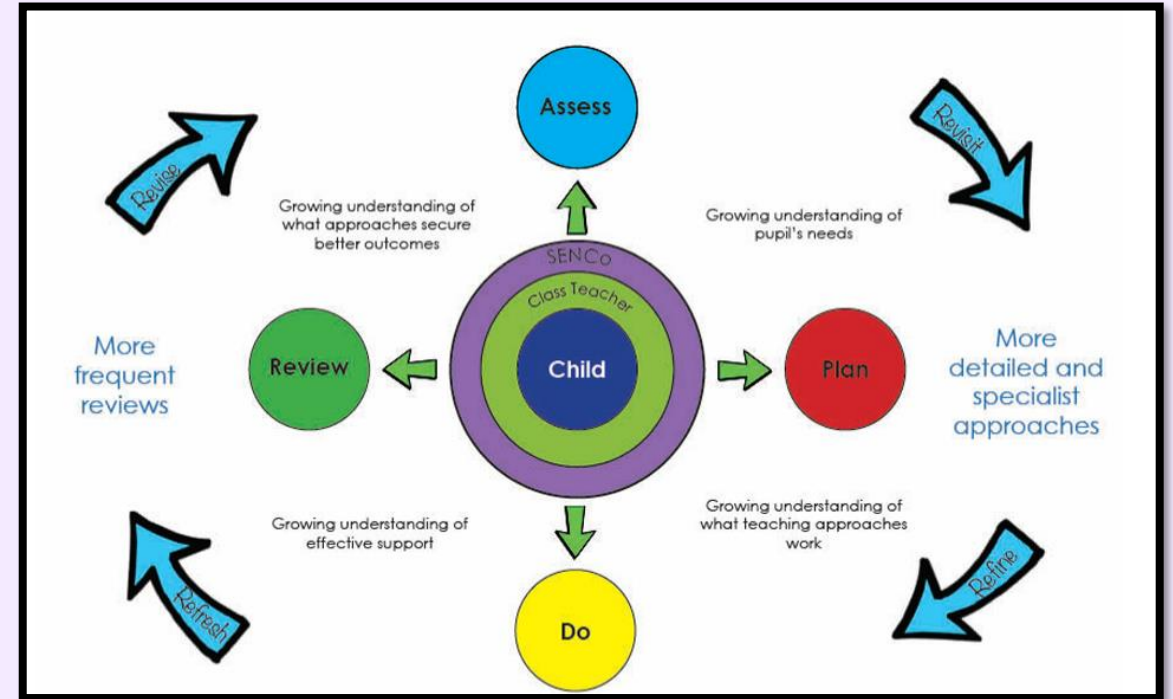 Assess
Revise
Revisit
Growing understanding of
what approaches secure
better outcomes
Growing understanding of
pupil's needs
SENCo
Class Teacher
Child
Review
Plan
More
frequent
reviews
More
detailed and
specialist
approaches
Growing understanding of
effective support
Growing understanding of
what teaching approaches
work
Refresh
Refine
Do